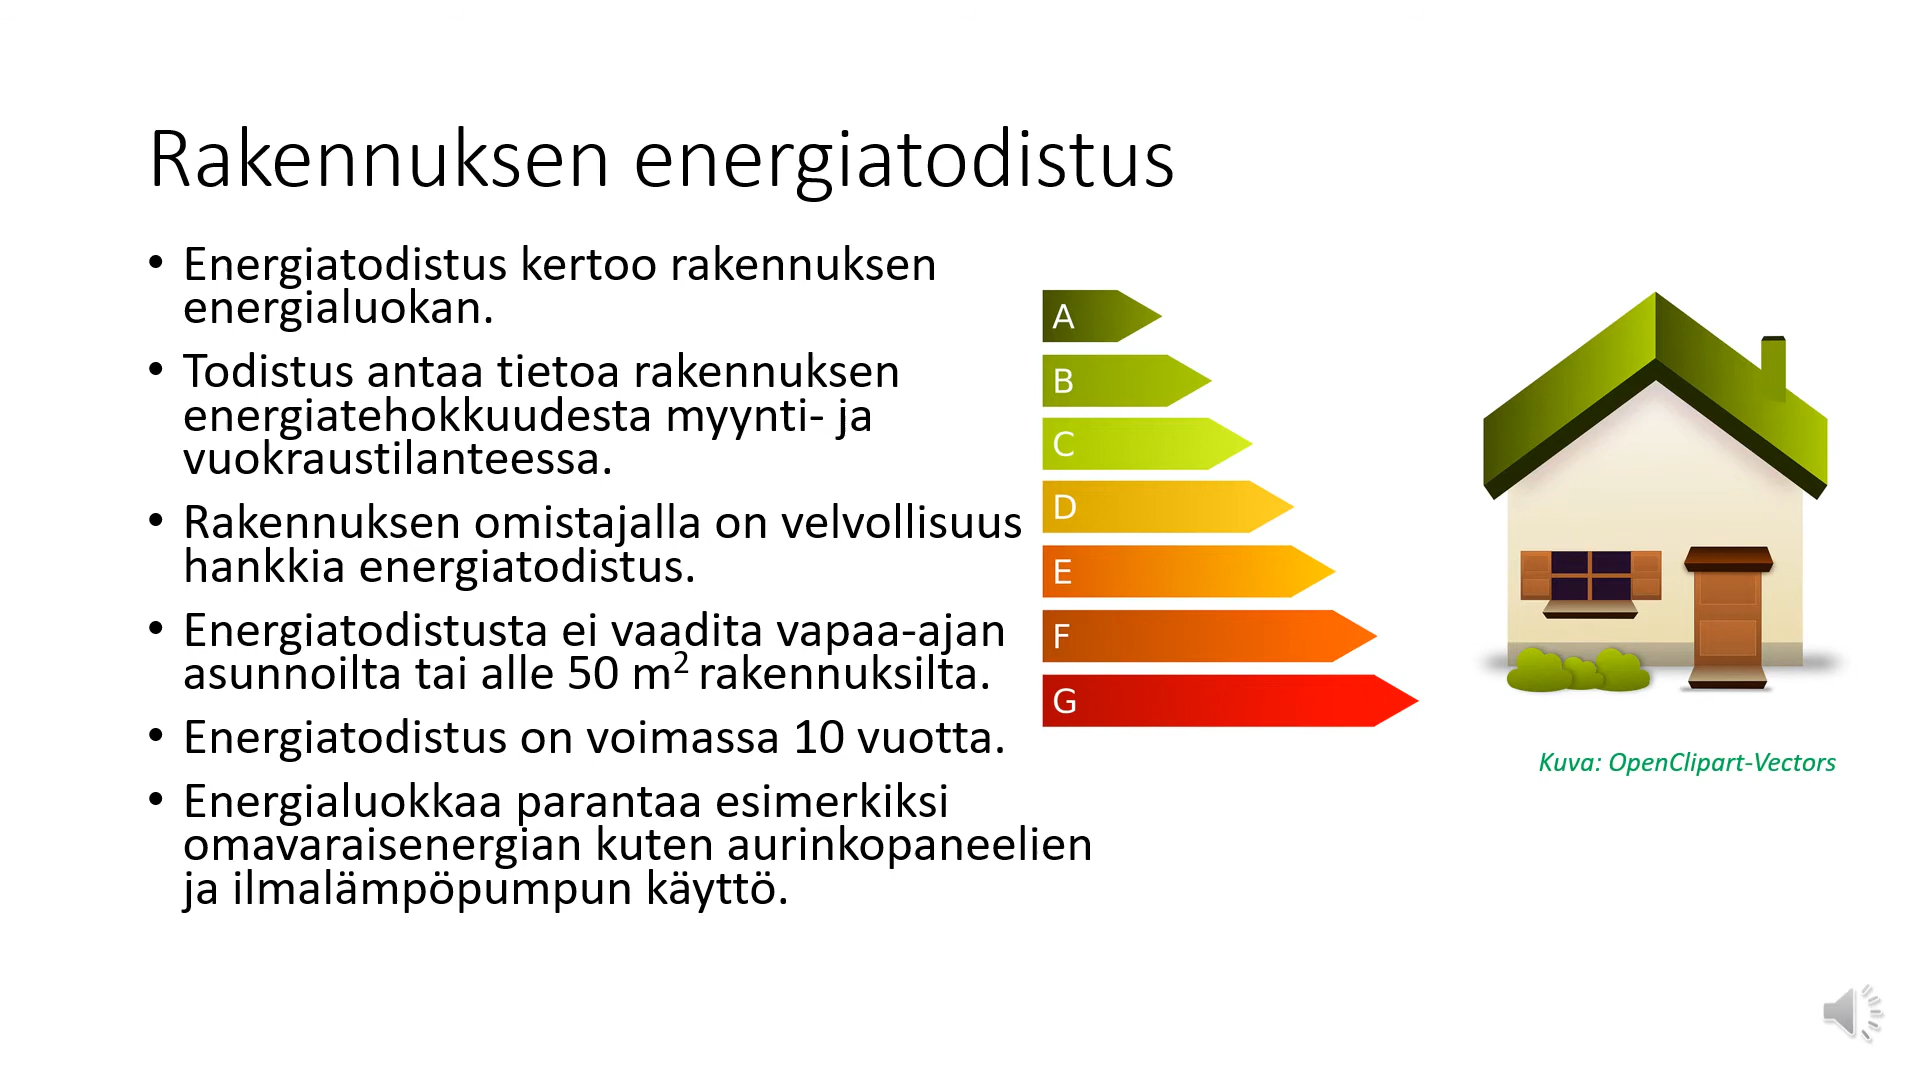 Rakennuksen energiatodistus
• Energiatodistus kertoo rakennuksen
energialuokan.
• Todistus antaa tietoa rakennuksen
energiatehokkuudesta myynti- ja
vuokraustilanteessa.
• Rakennuksen omistajalla on velvollisuus
hankkia energiatodistus.
• Energiatodistusta ei vaadita vapaa-ajan
asunnoilta tai alle 50 m² rakennuksilta.
• Energiatodistus on voimassa 10 vuotta.
• Energialuokkaa parantaa esimerkiksi
omavaraisenergian kuten aurinkopaneelien
ja ilmalämpöpumpun käyttö.
A
B
C
D
E
F
G
Kuva: OpenClipart-Vectors